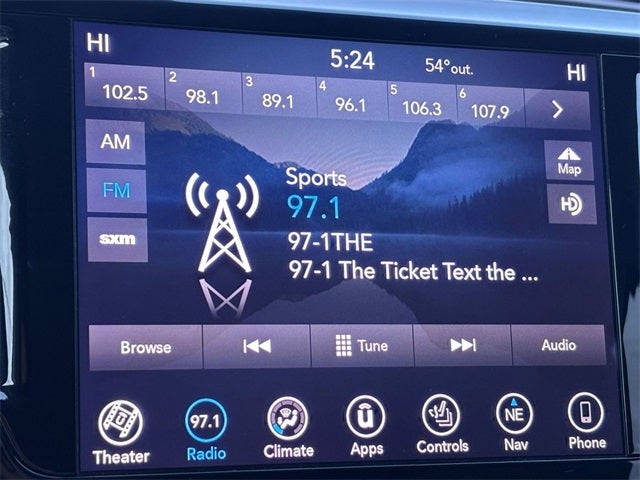 HI 5:24 54° out. HI
1 102.5 2 98.1 3 89.1 4 96.1 5 106.3 6 107.9
AM
FM
sxm
Sports
97.1
97-1THE
97-1 The Ticket Text the ...
Map
HD
Browse Tune Audio
97.1 NE
Theater Radio Climate Apps Controls Nav Phone